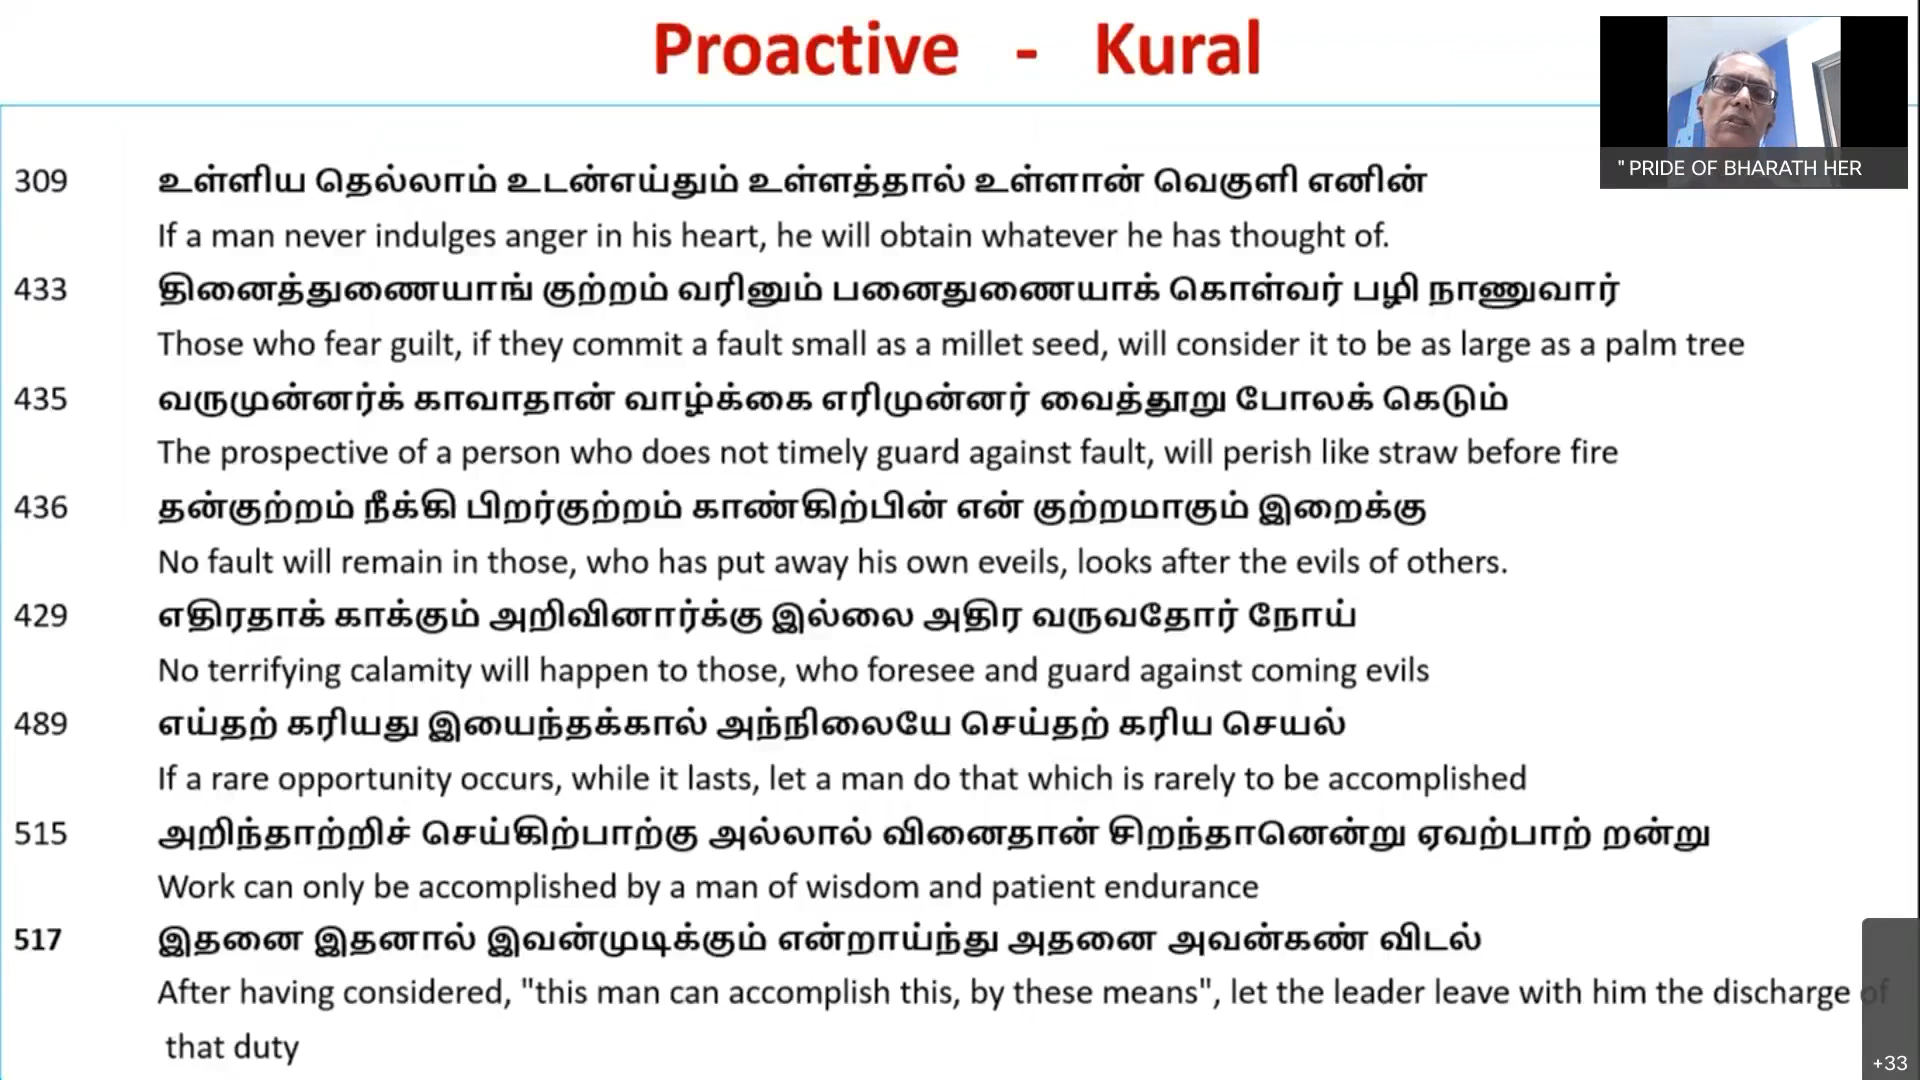 Proactive - Kural
" PRIDE OF BHARATH HER
309 உள்ளிய தெல்லாம் உடன்எய்தும் உள்ளத்தால் உள்ளான் வெகுளி எனின்
If a man never indulges anger in his heart, he will obtain whatever he has thought of.
433 தினைத்துணையாங் குற்றம் வரினும் பனைதுணையாக் கொள்வர் பழி நாணுவார்
Those who fear guilt, if they commit a fault small as a millet seed, will consider it to be as large as a palm tree
435 வருமுன்னர்க் காவாதான் வாழ்க்கை எரிமுன்னர் வைத்தூறு போலக் கெடும்
The prospective of a person who does not timely guard against fault, will perish like straw before fire
436 தன்குற்றம் நீக்கி பிறர்குற்றம் காண்கிற்பின் என் குற்றமாகும் இறைக்கு
No fault will remain in those, who has put away his own eveils, looks after the evils of others.
429 எதிரதாக் காக்கும் அறிவினார்க்கு இல்லை அதிர வருவதோர் நோய்
No terrifying calamity will happen to those, who foresee and guard against coming evils
489 எய்தற் கரியது இயைந்தக்கால் அந்நிலையே செய்தற் கரிய செயல்
If a rare opportunity occurs, while it lasts, let a man do that which is rarely to be accomplished
515 அறிந்தாற்றிச் செய்கிற்பாற்கு அல்லால் வினைதான் சிறந்தானென்று ஏவற்பாற் றன்று
Work can only be accomplished by a man of wisdom and patient endurance
517 இதனை இதனால் இவன்முடிக்கும் என்றாய்ந்து அதனை அவன்கண் விடல்
After having considered, "this man can accomplish this, by these means", let the leader leave with him the discharge of
that duty
+33